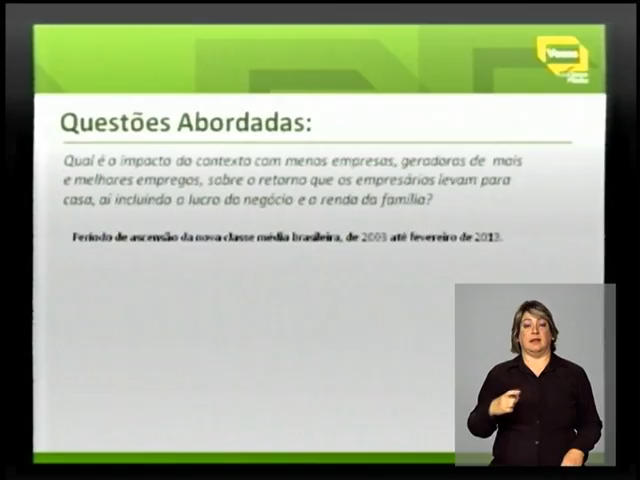 Questões Abordadas:
Qual é o impacto do contexto com menos empresas, geradoras de mais
e melhores empregos, sobre o retorno que os empresários levam para
casa, aí incluindo o lucro do negócio e a renda da família?
Período de ascensão da nova classe média brasileira, de 2003 até fevereiro de 2013.